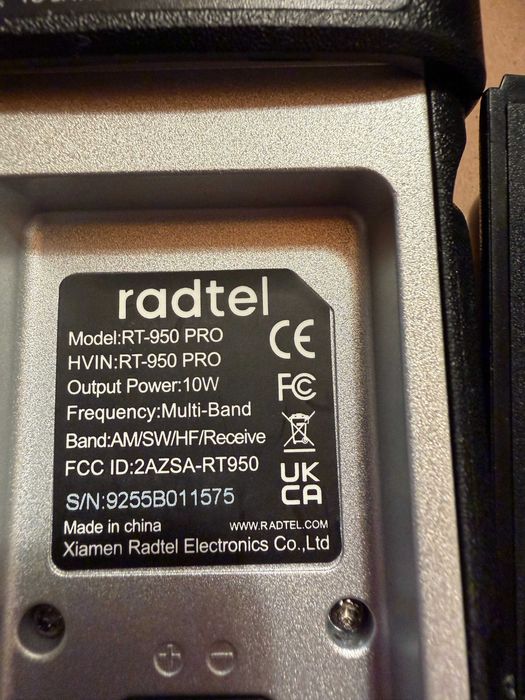 radtel
Model:RT-950 PRO
HVIN:RT-950 PRO
Output Power:10W
Frequency:Multi-Band
Band:AM/SW/HF/Receive
FCC ID:2AZSA-RT950
S/N:9255B011575
Made in china
WWW.RADTEL.COM
Xiamen Radtel Electronics Co.,Ltd
CE
FC
UK
CA
+ −